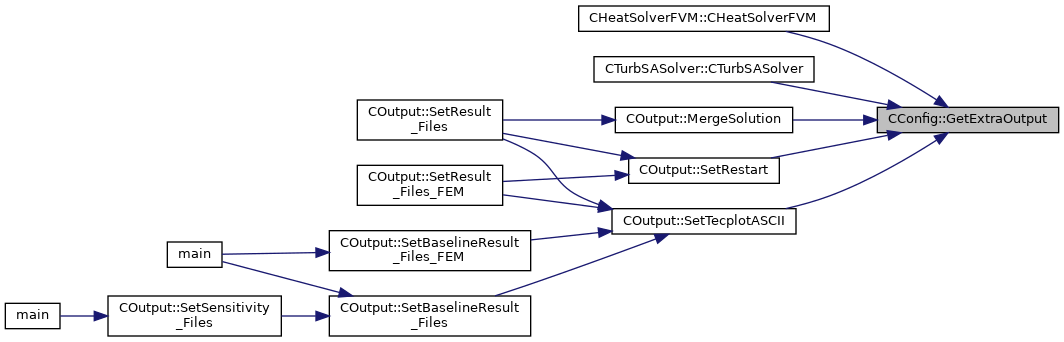 CHeatSolverFVM::CHeatSolverFVM
CTurbSASolver::CTurbSASolver
COutput::SetResult
_Files
COutput::MergeSolution
CConfig::GetExtraOutput
COutput::SetRestart
COutput::SetResult
_Files_FEM
COutput::SetTecplotASCII
main
COutput::SetBaselineResult
_Files_FEM
main
COutput::SetSensitivity
_Files
COutput::SetBaselineResult
_Files